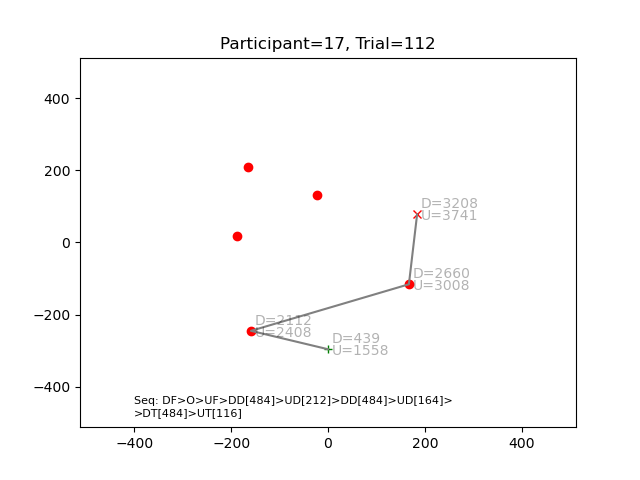 Participant=17, Trial=112
400
200
0
−200
−400
D=3208
U=3741
D=2660
U=3008
D=2112
U=2408
D=439
U=1558
Seq: DF>O>UF>DD[484]>UD[212]>DD[484]>UD[164]>
>DT[484]>UT[116]
−400 −200 0 200 400